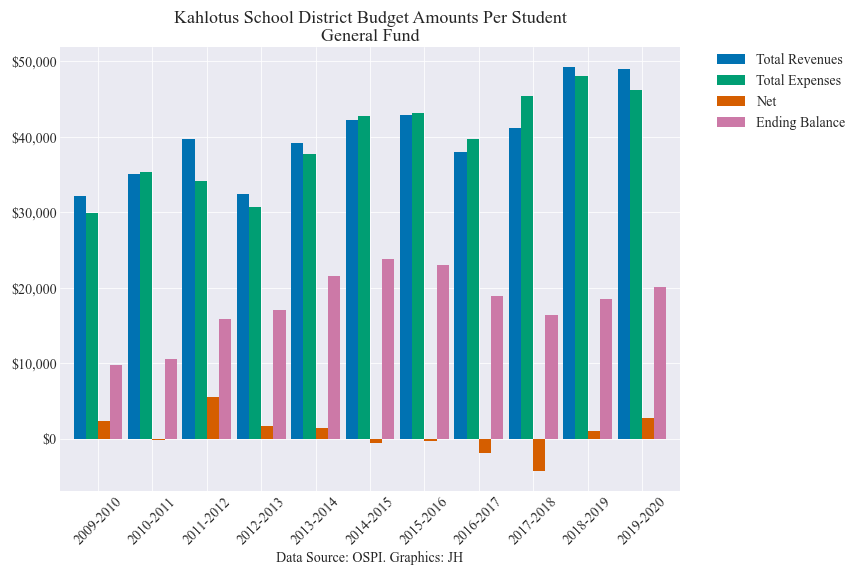 Kahlotus School District Budget Amounts Per Student
General Fund
Total Revenues
Total Expenses
Net
Ending Balance
$50,000
$40,000
$30,000
$20,000
$10,000
$0
2009-2010
2010-2011
2011-2012
2012-2013
2013-2014
2014-2015
2015-2016
2016-2017
2017-2018
2018-2019
2019-2020
Data Source: OSPI. Graphics: JH